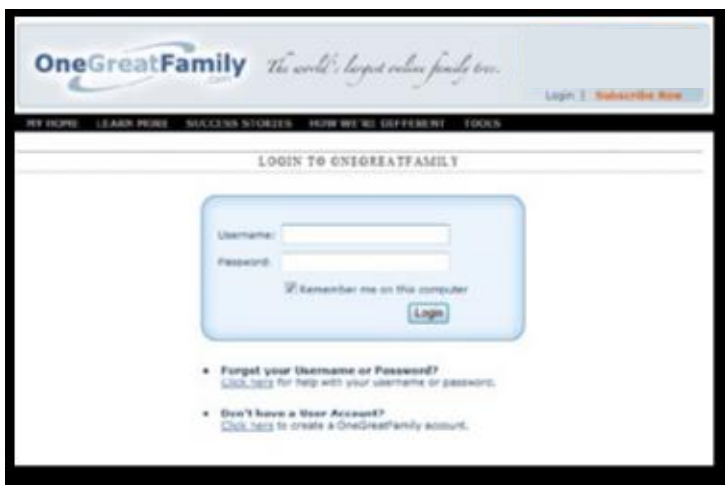 OneGreatFamily
.com
The world's largest online family tree.
Login | Subscribe Now
MY HOME LEARN MORE SUCCESS STORIES HOW WE'RE DIFFERENT TOOLS
LOGIN TO ONEGREATFAMILY
Username:
Password:
Remember me on this computer
Login
• Forgot your Username or Password?
Click here for help with your username or password.
• Don't have a User Account?
Click here to create a OneGreatFamily account.